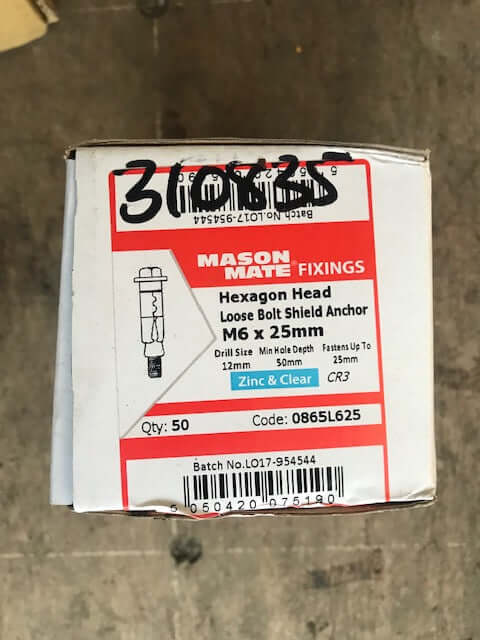 310835
Batch No.LO17-954544
MASON
MATE® FIXINGS
Hexagon Head
Loose Bolt Shield Anchor
M6 x 25mm
Drill Size Min Hole Depth Fastens Up To
12mm 50mm 25mm
Zinc & Clear CR3
Qty: 50 Code: 0865L625
Batch No.LO17-954544
5 050420 075190